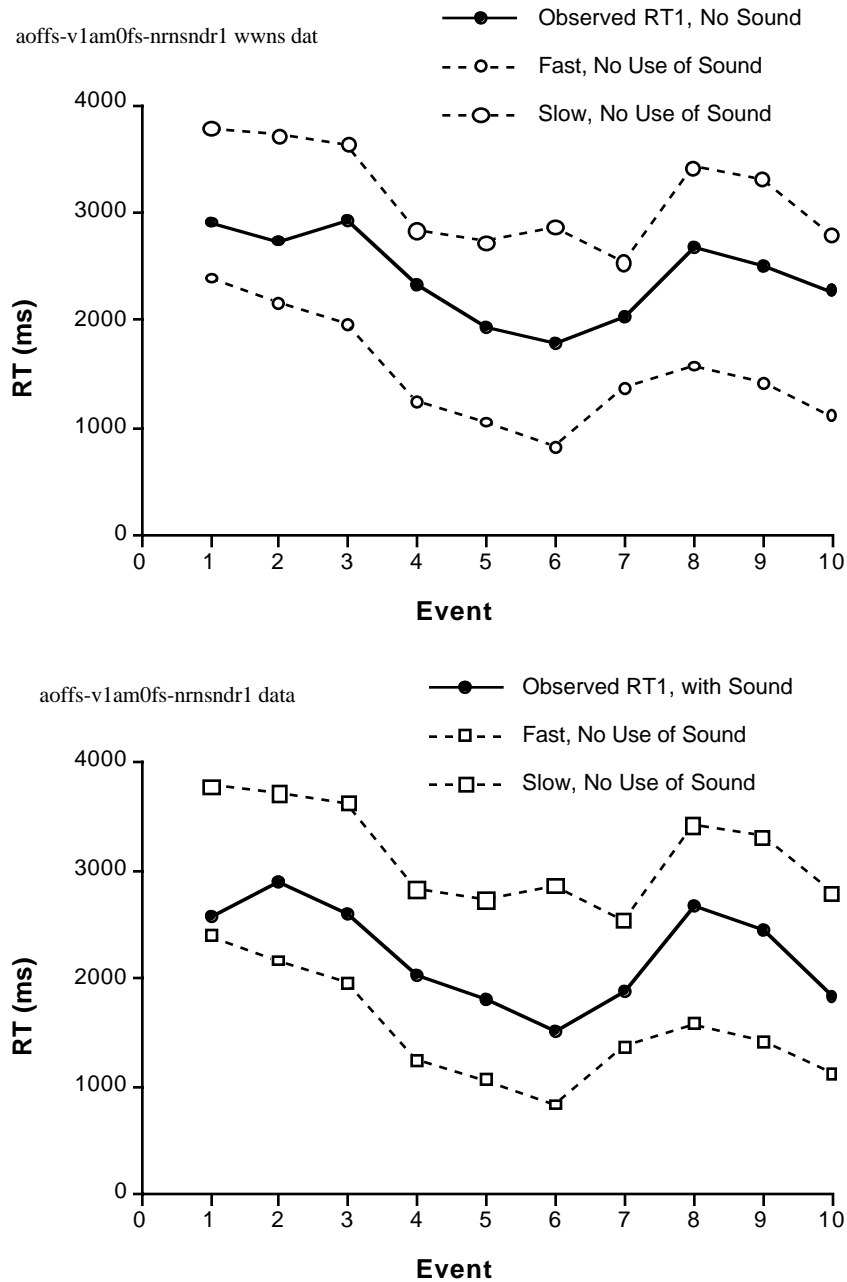 aoffs-v1am0fs-nrnsndr1 wwns dat
Observed RT1, No Sound
Fast, No Use of Sound
Slow, No Use of Sound
4000
3000
2000
1000
0
RT (ms)
0 1 2 3 4 5 6 7 8 9 10
Event
aoffs-v1am0fs-nrnsndr1 data
Observed RT1, with Sound
Fast, No Use of Sound
Slow, No Use of Sound
4000
3000
2000
1000
0
RT (ms)
0 1 2 3 4 5 6 7 8 9 10
Event